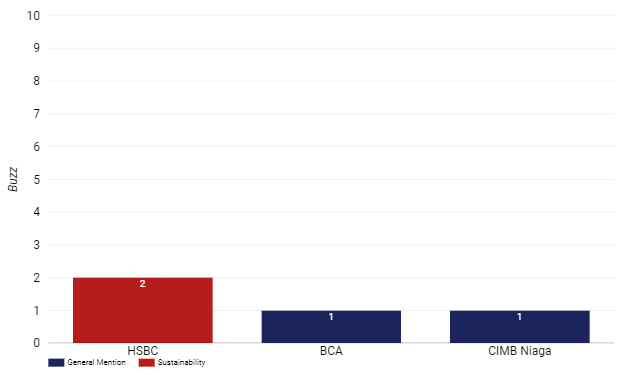 10
9
8
7
6
5
4
3
2
1
0
Buzz
2
1
1
HSBC
BCA
CIMB Niaga
General Mention
Sustainability